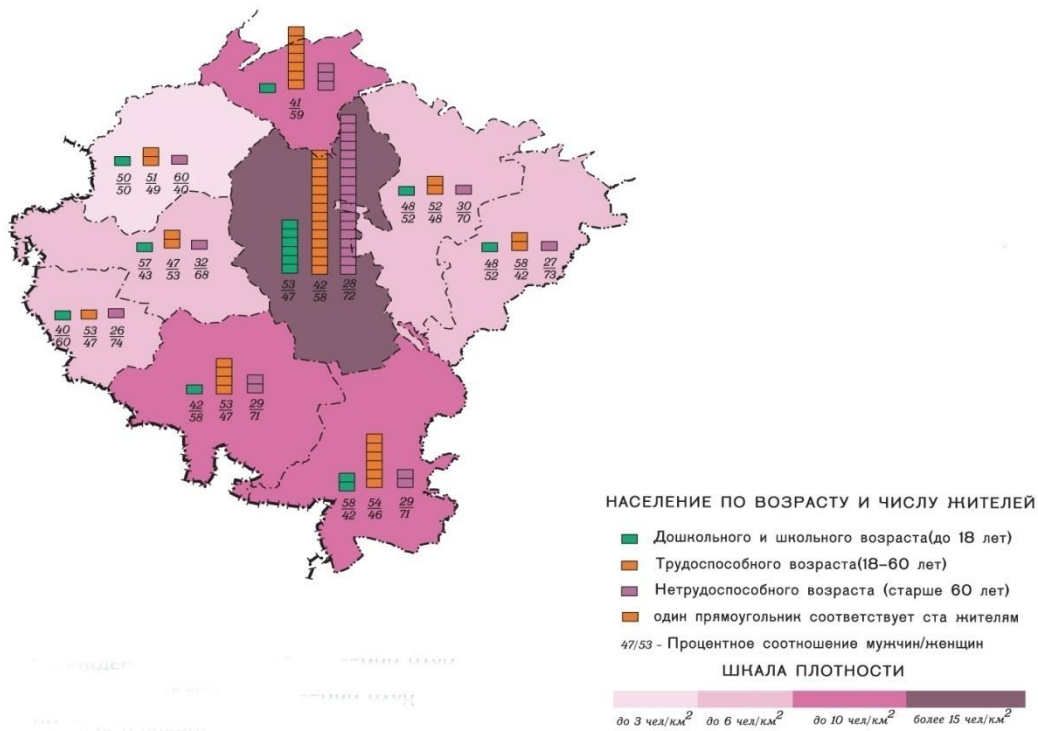 41
59
50 51 60
50 49 40
48 52 30
52 48 70
57 47 32
43 53 68
48 58 27
52 42 73
53 42 28
47 58 72
40 53 26
60 47 74
42 53 29
58 47 71
58 54 29
42 46 71
НАСЕЛЕНИЕ ПО ВОЗРАСТУ И ЧИСЛУ ЖИТЕЛЕЙ
Дошкольного и школьного возраста(до 18 лет)
Трудоспособного возраста(18-60 лет)
Нетрудоспособного возраста (старше 60 лет)
один прямоугольник соответствует ста жителям
47/53 - Процентное соотношение мужчин/женщин
ШКАЛА ПЛОТНОСТИ
до 3 чел/км² до 6 чел/км² до 10 чел/км² более 15 чел/км²